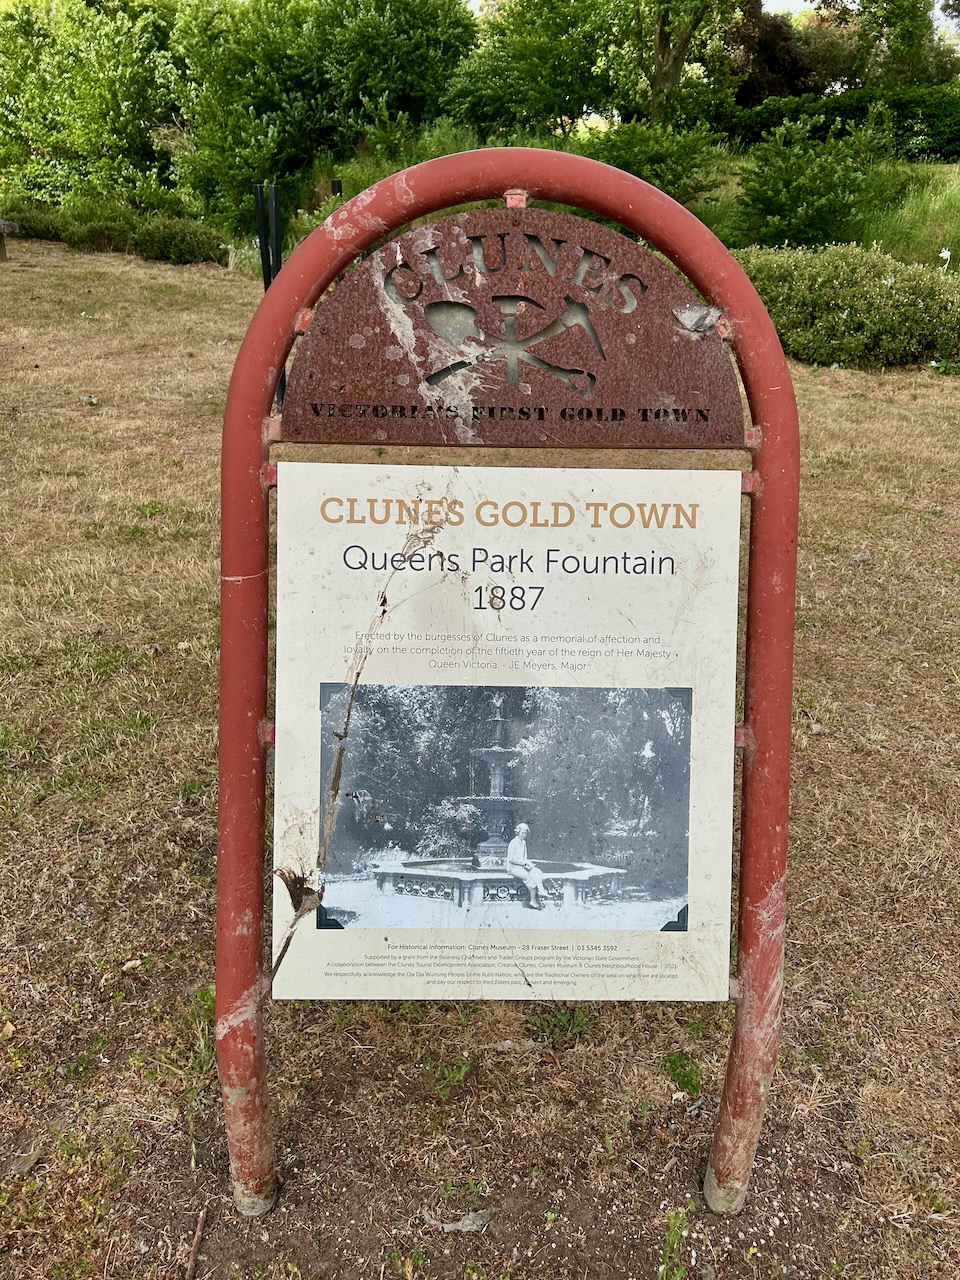 CLUNES
VICTORIA'S FIRST GOLD TOWN
CLUNES GOLD TOWN
Queens Park Fountain
1887
Erected by the burgesses of Clunes as a memorial of affection and
loyalty on the completion of the fiftieth year of the reign of Her Majesty
Queen Victoria. - JE Meyers, Major
For Historical Information: Clunes Museum - 28 Fraser Street | 03 5345 3592
Supported by a grant from the Business Chambers and Trader Groups program by the Victorian State Government.
A collaboration between the Clunes Tourist Development Association, Creative Clunes, Clunes Museum & Clunes Neighbourhood House | 2021
We respectfully acknowledge the Dja Dja Wurrung People of the Kulin Nation, who are the Traditional Owners of the land on which we are located,
and pay our respect to their Elders past, present and emerging.